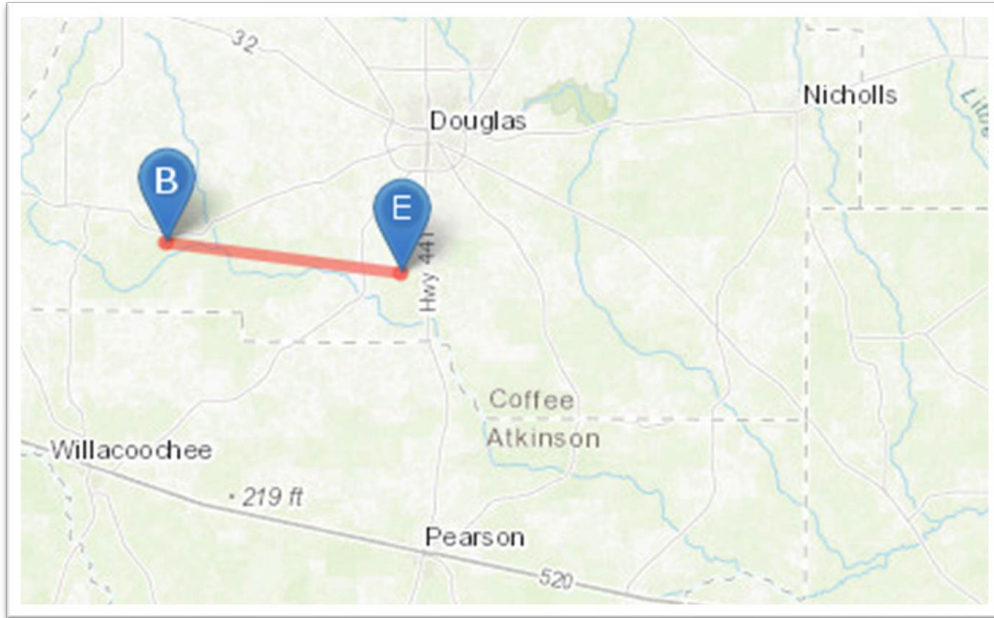 32
Nicholls
Douglas
B
E
Hwy 441
Coffee
Atkinson
Willacoochee
219 ft
Pearson
520